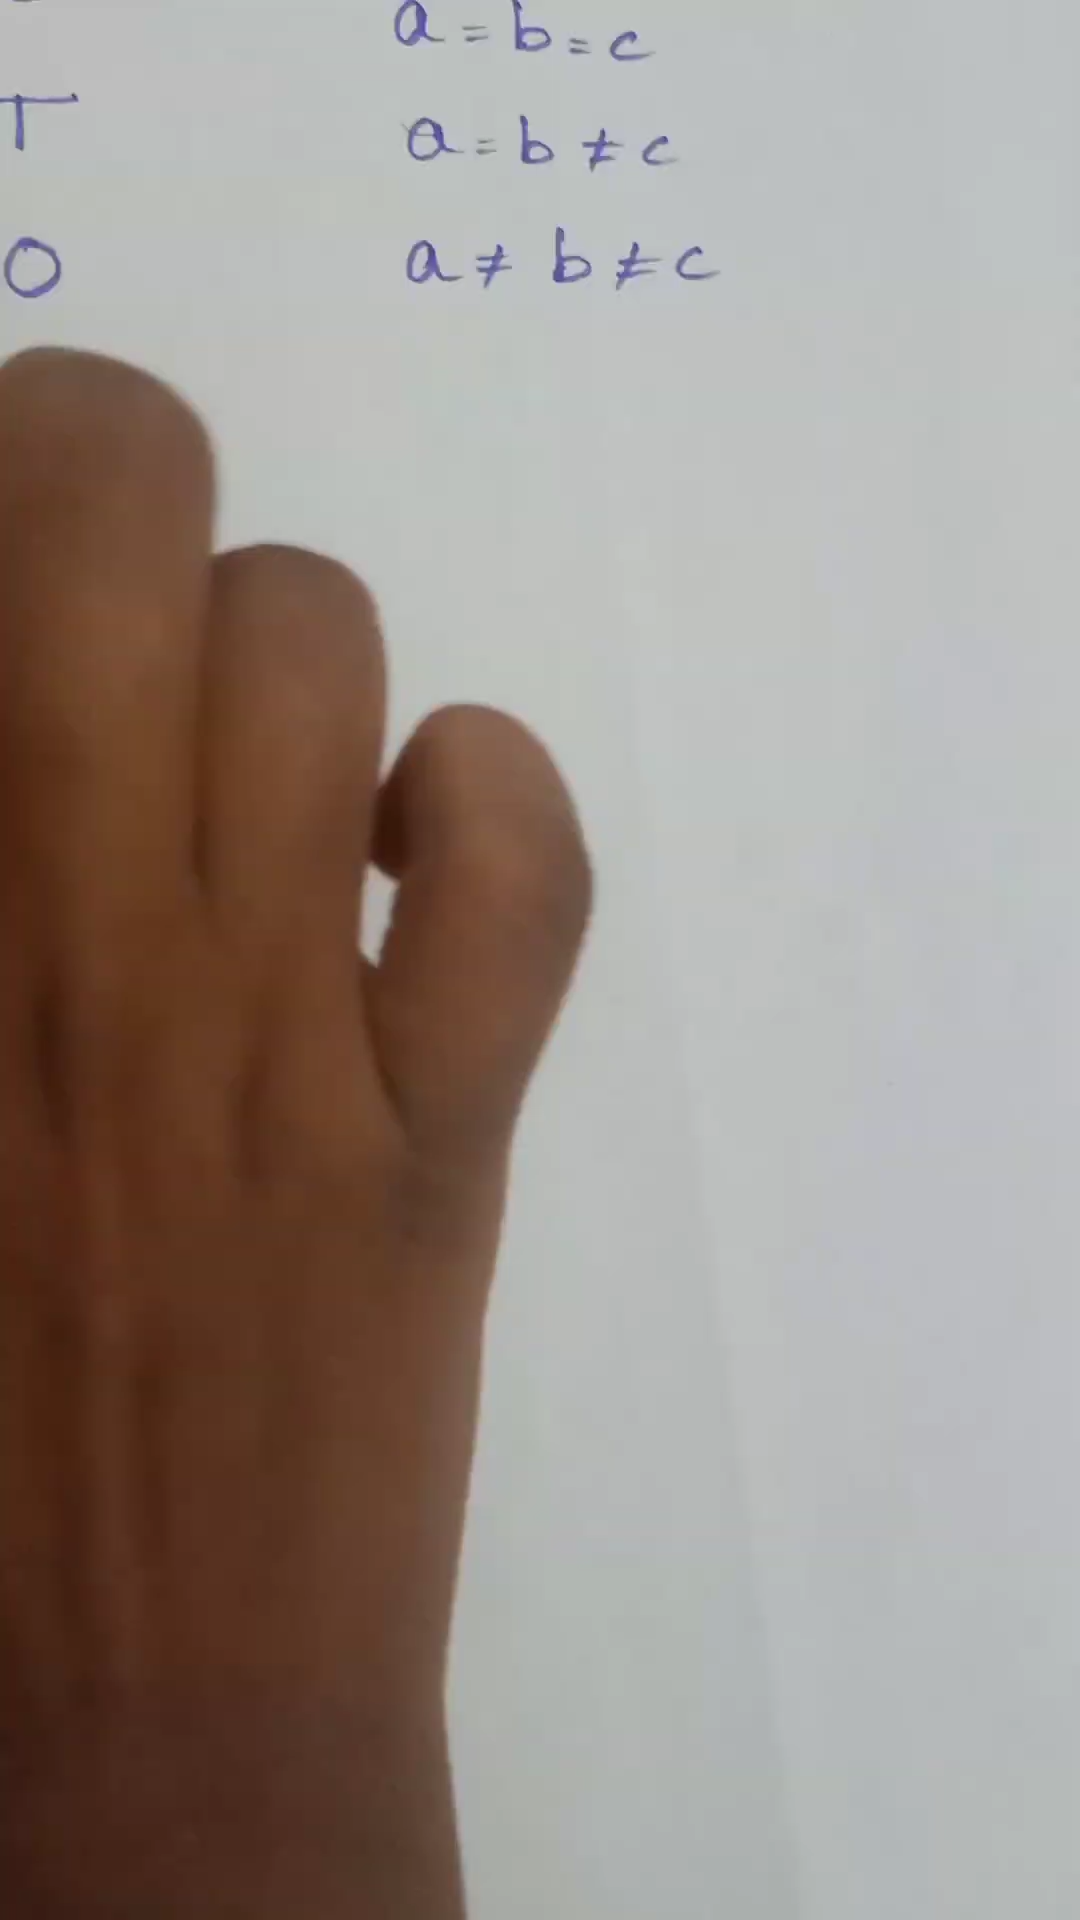 a = b = c
T a = b ≠ c
O a ≠ b ≠ c